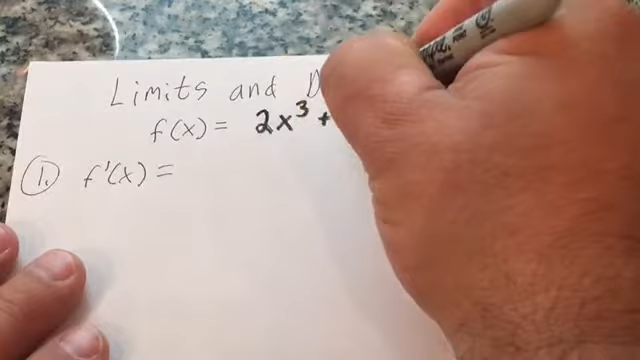 Limits and D
f(x) = 2x³ +
1. f'(x) =